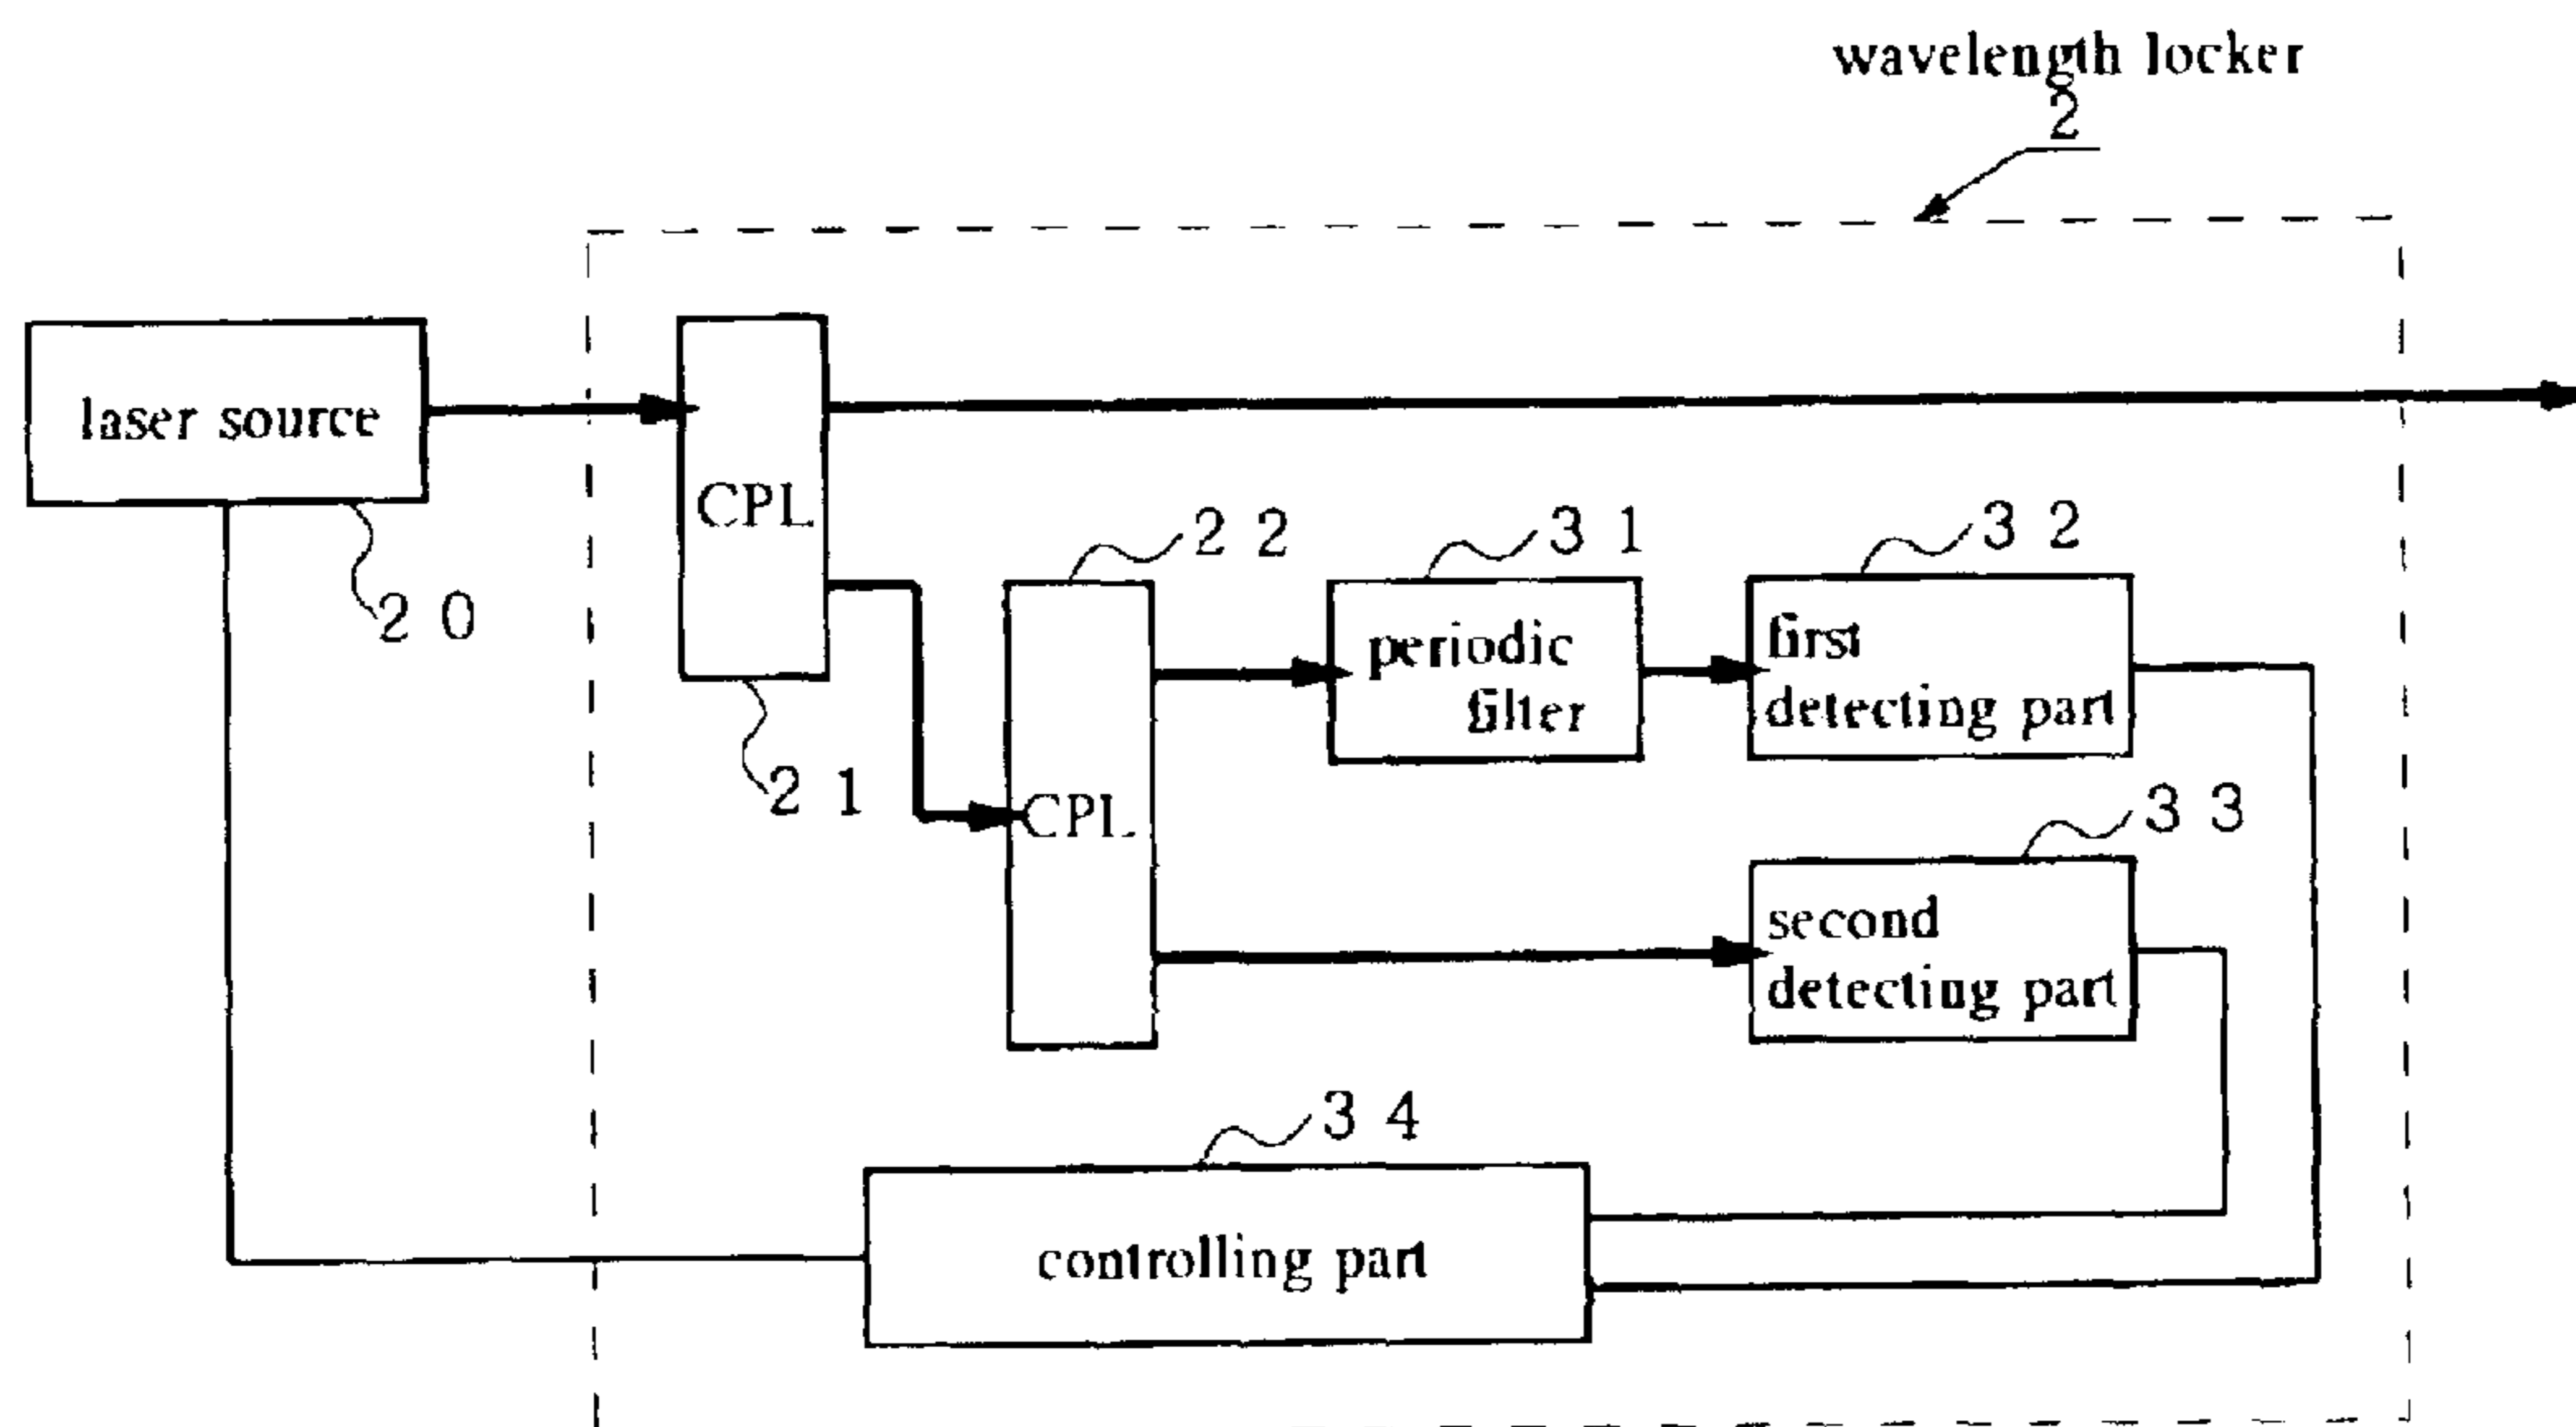 wavelength locker
2
laser source
20
CPL
21
22
CPL
31
periodic
filter
32
first
detecting part
33
second
detecting part
34
controlling part